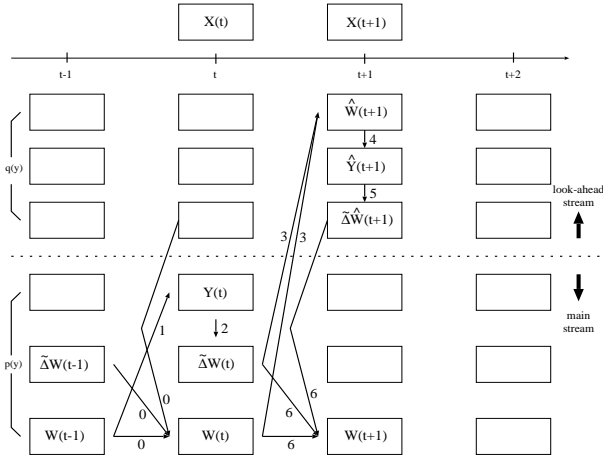 X(t) X(t+1)
t-1 t t+1 t+2
Ŵ(t+1)
4
q(y) Ŷ(t+1)
5
look-ahead
stream
Δ̃Ŵ(t+1)
3 3
Y(t)
1 2
main
stream
p(y) Δ̃W(t-1) Δ̃W(t)
0 0 6 6
W(t-1) 0 W(t) 6 W(t+1)